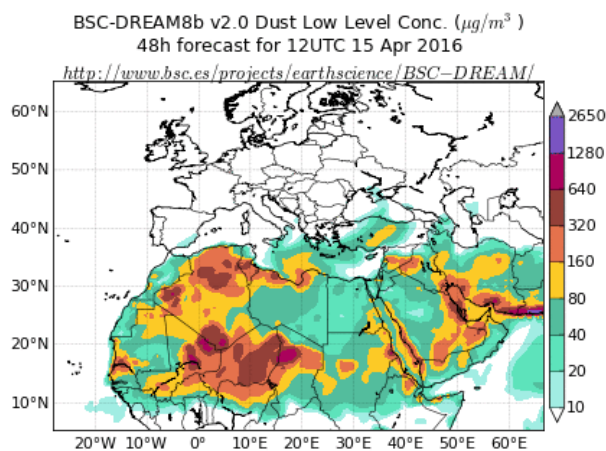 BSC-DREAM8b v2.0 Dust Low Level Conc. (μg/m³ )
48h forecast for 12UTC 15 Apr 2016
http://www.bsc.es/projects/earthscience/BSC−DREAM/
60°N
50°N
40°N
30°N
20°N
10°N
20°W 10°W 0° 10°E 20°E 30°E 40°E 50°E 60°E
2650
1280
640
320
160
80
40
20
10